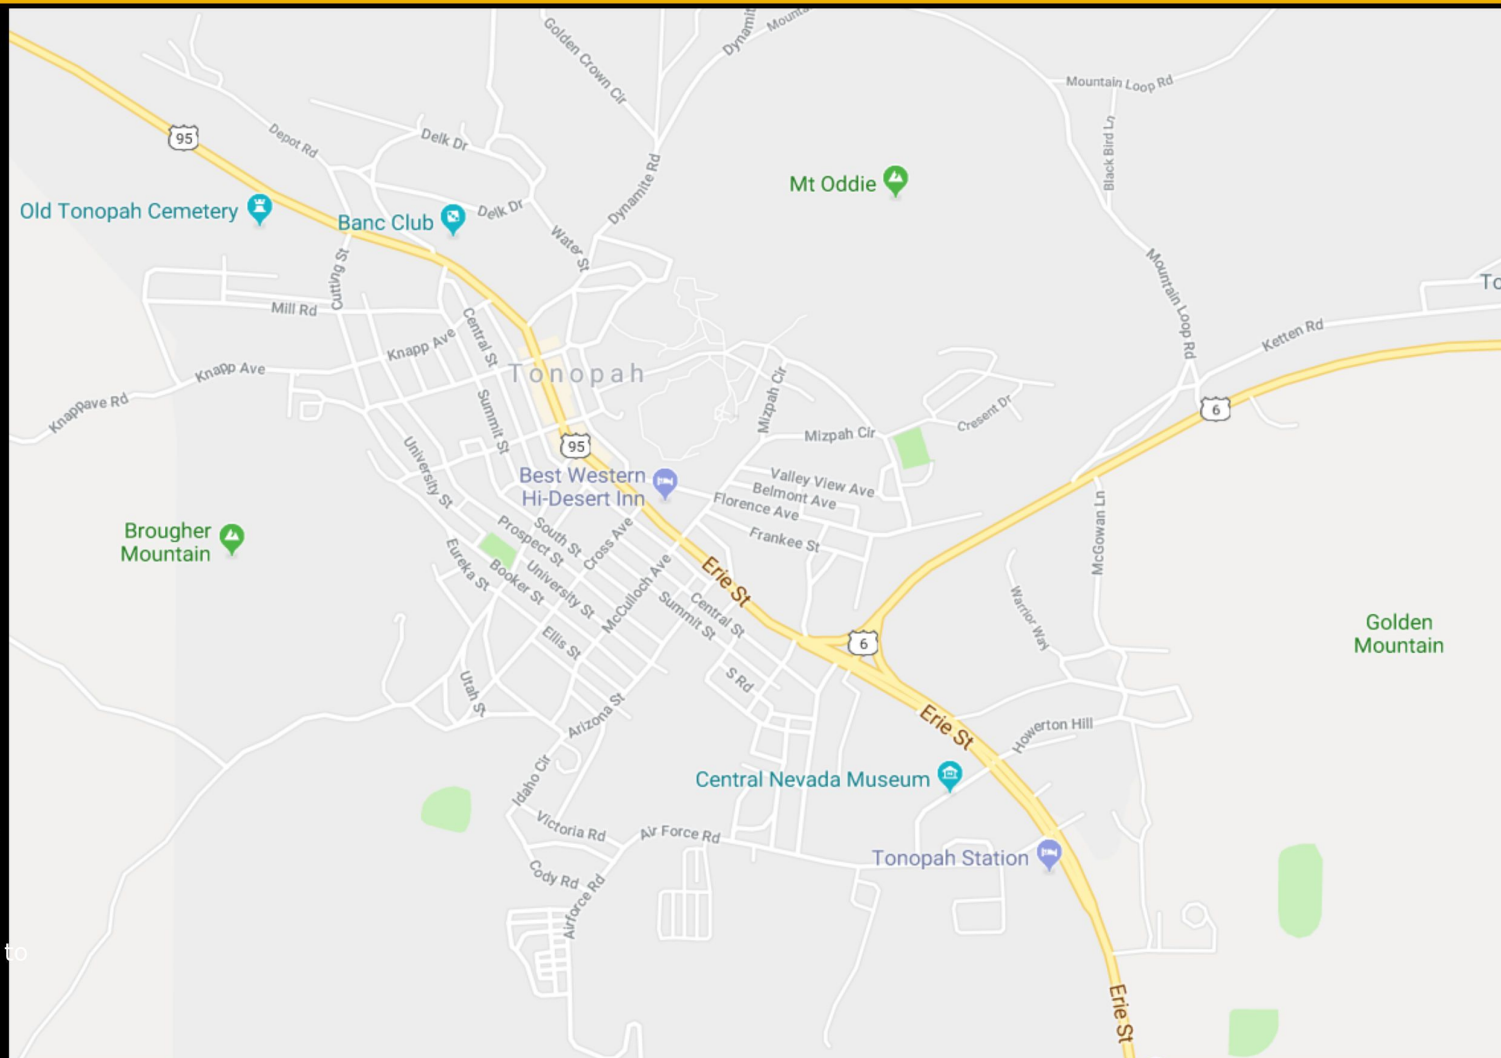 Golden Crown Cir
Dynamit
Mounta
Mountain Loop Rd
95
Depot Rd
Delk Dr
Black Bird Ln
Dynamite Rd
Mt Oddie
Old Tonopah Cemetery
Banc Club
Delk Dr
Water St
Cutting St
Mountain Loop Rd
To
Mill Rd
Central St
Knapp Ave
Ketten Rd
Knapp Ave
Tonopah
Mizpah Cir
Knappave Rd
Summit St
Cresent Dr
6
Mizpah Cir
95
University St
Best Western
Hi-Desert Inn
Valley View Ave
Belmont Ave
Florence Ave
Brougher
Mountain
Prospect St
South St
Cross Ave
Frankee St
McGowan Ln
Eureka St
Booker St
University St
McCulloch Ave
Erie St
Central St
Summit St
Warrior Way
Golden
Mountain
6
Ellis St
Utah St
S Rd
Arizona St
Erie St
Howerton Hill
Idaho Cir
Central Nevada Museum
Victoria Rd
Air Force Rd
Tonopah Station
Cody Rd
Airforce Rd
to
Erie St